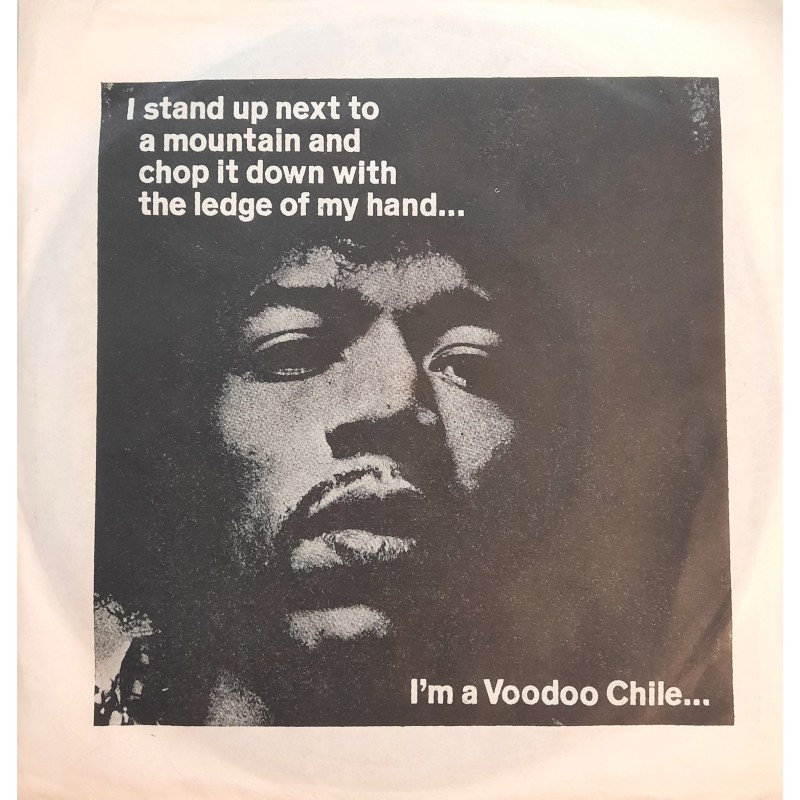 I stand up next to
a mountain and
chop it down with
the ledge of my hand...
I'm a Voodoo Chile...